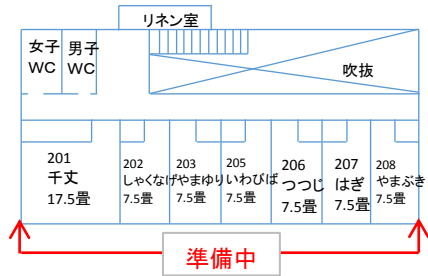 リネン室
女子
WC
男子
WC
吹抜
201
千丈
17.5畳
202
しゃくなげ
7.5畳
203
やまゆり
7.5畳
205
いわひば
7.5畳
206
つつじ
7.5畳
207
はぎ
7.5畳
208
やまぶき
7.5畳
準備中